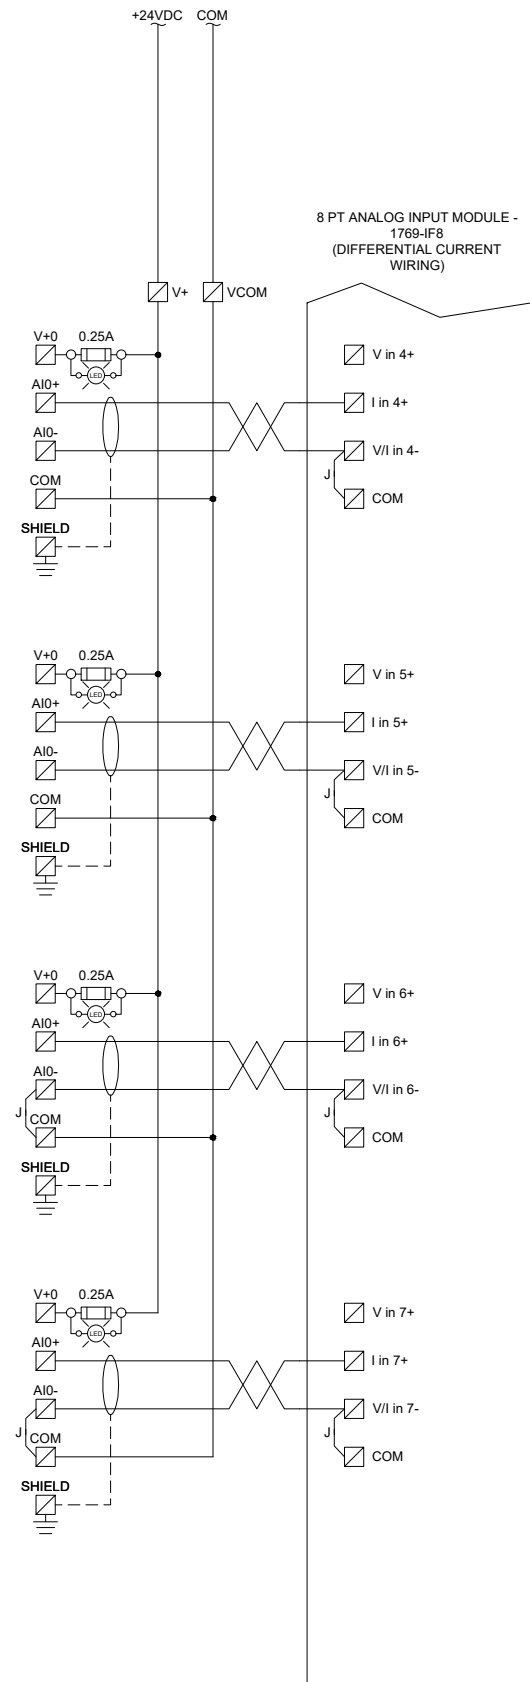 +24VDC COM
8 PT ANALOG INPUT MODULE -
1769-IF8
(DIFFERENTIAL CURRENT
WIRING)
V+ VCOM
V+0 0.25A V in 4+
LED
AI0+ I in 4+
AI0- V/I in 4-
J
COM COM
SHIELD
V+0 0.25A V in 5+
LED
AI0+ I in 5+
AI0- V/I in 5-
J
COM COM
SHIELD
V+0 0.25A V in 6+
LED
AI0+ I in 6+
AI0- V/I in 6-
J J
COM COM
SHIELD
V+0 0.25A V in 7+
LED
AI0+ I in 7+
AI0- V/I in 7-
J J
COM COM
SHIELD